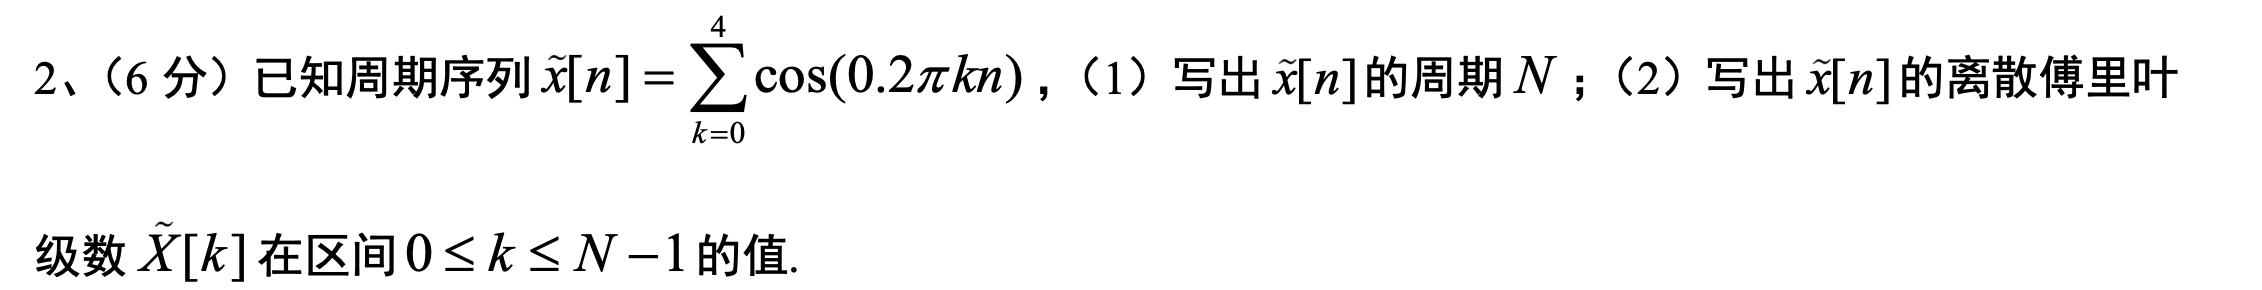 2、（6 分）已知周期序列 $\tilde{x}[n]=\sum_{k=0}^{4}\cos(0.2\pi kn)$，（1）写出 $\tilde{x}[n]$ 的周期 $N$；（2）写出 $\tilde{x}[n]$ 的离散傅里叶
级数 $\tilde{X}[k]$ 在区间 $0\le k\le N-1$ 的值.